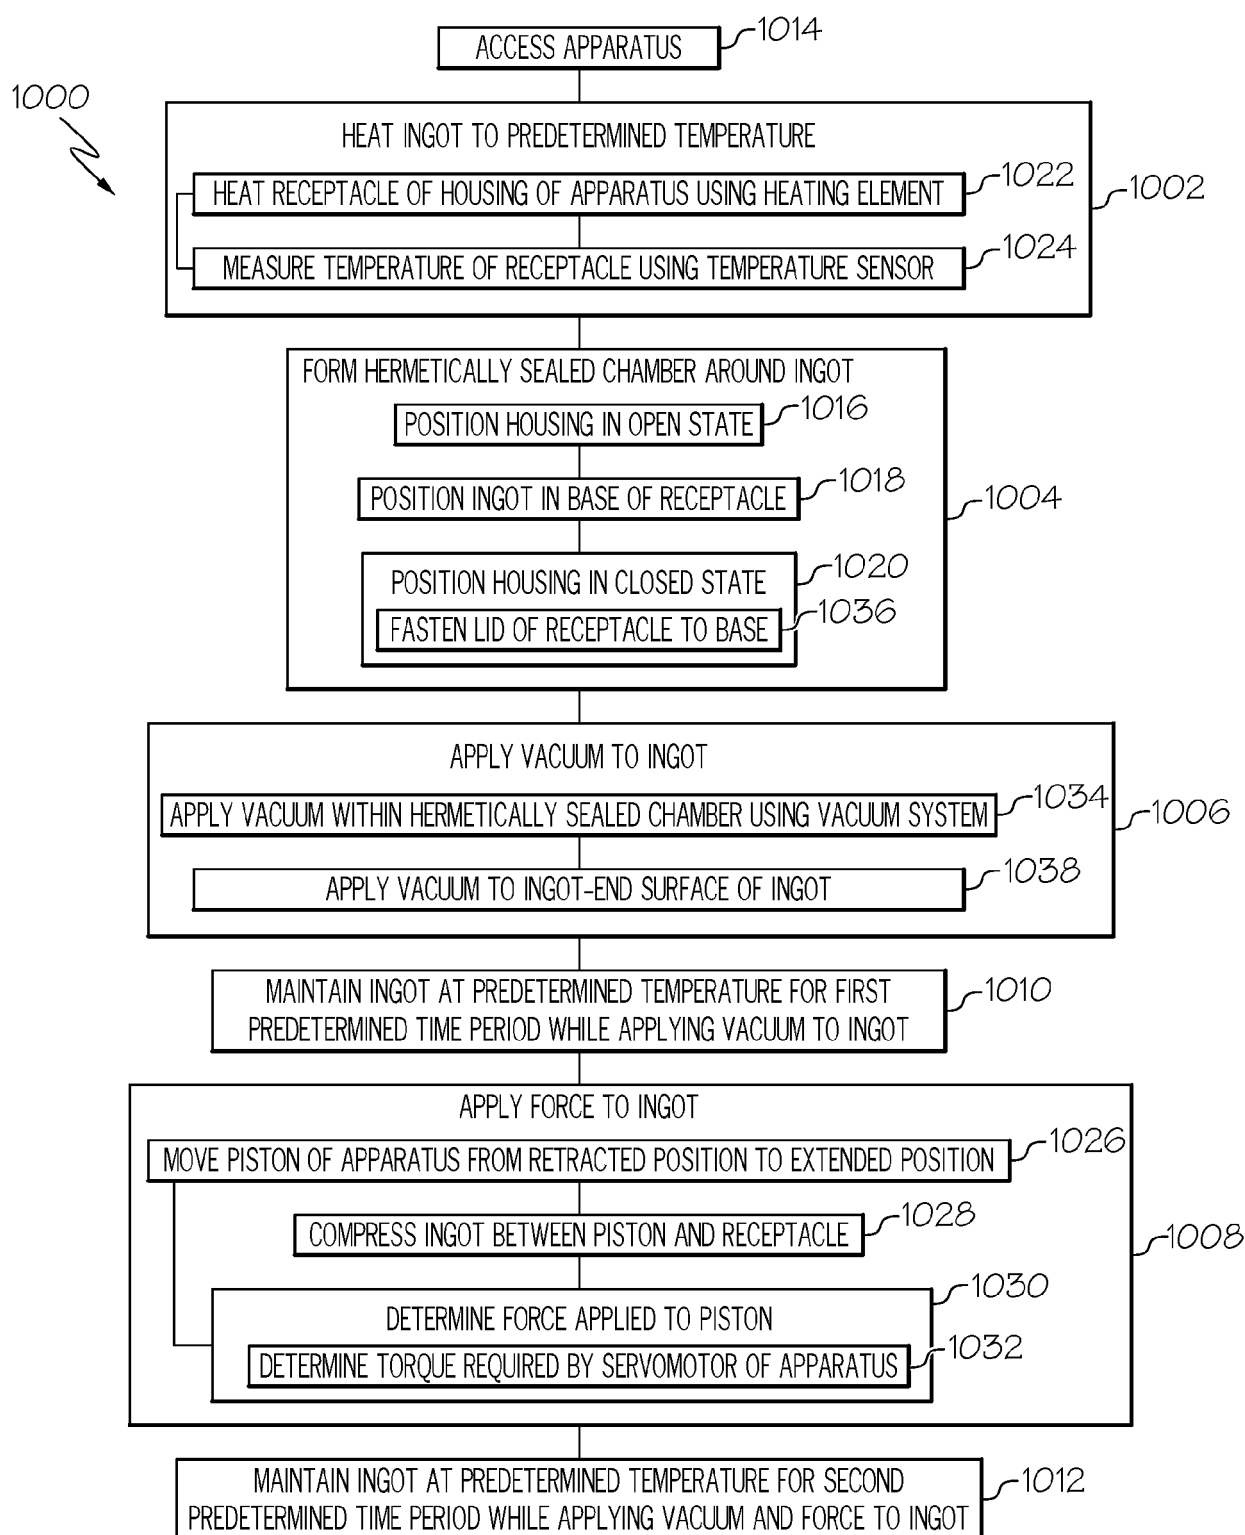 ACCESS APPARATUS
1014
1000
HEAT INGOT TO PREDETERMINED TEMPERATURE
HEAT RECEPTACLE OF HOUSING OF APPARATUS USING HEATING ELEMENT
1022
1002
MEASURE TEMPERATURE OF RECEPTACLE USING TEMPERATURE SENSOR
1024
FORM HERMETICALLY SEALED CHAMBER AROUND INGOT
POSITION HOUSING IN OPEN STATE
1016
POSITION INGOT IN BASE OF RECEPTACLE
1018
1004
POSITION HOUSING IN CLOSED STATE
1020
FASTEN LID OF RECEPTACLE TO BASE
1036
APPLY VACUUM TO INGOT
APPLY VACUUM WITHIN HERMETICALLY SEALED CHAMBER USING VACUUM SYSTEM
1034
1006
APPLY VACUUM TO INGOT-END SURFACE OF INGOT
1038
MAINTAIN INGOT AT PREDETERMINED TEMPERATURE FOR FIRST
PREDETERMINED TIME PERIOD WHILE APPLYING VACUUM TO INGOT
1010
APPLY FORCE TO INGOT
MOVE PISTON OF APPARATUS FROM RETRACTED POSITION TO EXTENDED POSITION
1026
COMPRESS INGOT BETWEEN PISTON AND RECEPTACLE
1028
1008
DETERMINE FORCE APPLIED TO PISTON
1030
DETERMINE TORQUE REQUIRED BY SERVOMOTOR OF APPARATUS
1032
MAINTAIN INGOT AT PREDETERMINED TEMPERATURE FOR SECOND
PREDETERMINED TIME PERIOD WHILE APPLYING VACUUM AND FORCE TO INGOT
1012